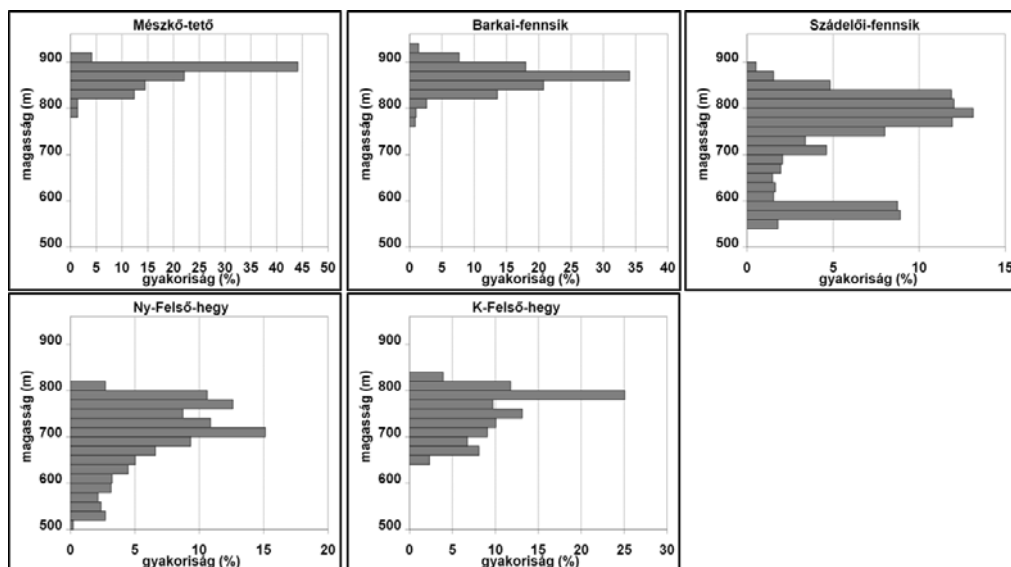 Mészkő-tető
magasság (m)
900
800
700
600
500
0 5 10 15 20 25 30 35 40 45 50
gyakoriság (%)
Barkai-fennsik
magasság (m)
900
800
700
600
500
0 5 10 15 20 25 30 35 40
gyakoriság (%)
Szádelői-fennsik
magasság (m)
900
800
700
600
500
0 5 10 15
gyakoriság (%)
Ny-Felső-hegy
magasság (m)
900
800
700
600
500
0 5 10 15 20
gyakoriság (%)
K-Felső-hegy
magasság (m)
900
800
700
600
500
0 5 10 15 20 25 30
gyakoriság (%)